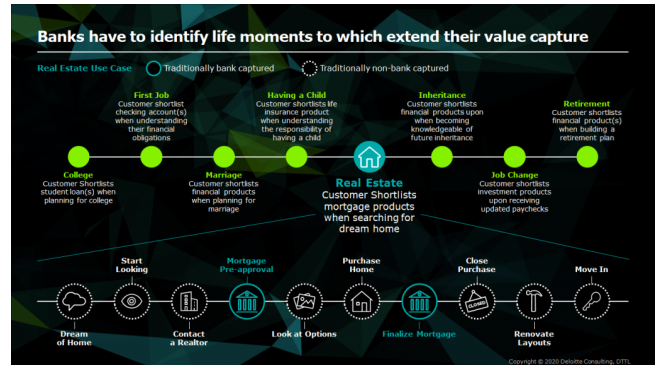 Banks have to identify life moments to which extend their value capture
Real Estate Use Case
Traditionally bank captured
Traditionally non-bank captured
First Job
Customer shortlist
checking account(s)
when understanding
their financial
obligations
Having a Child
Customer shortlists life
insurance product
when understanding
the responsibility of
having a child
Inheritance
Customer shortlists
financial products upon
when becoming
knowledgeable of
future inheritance
Retirement
Customer shortlists
financial product(s)
when building a
retirement plan
College
Customer Shortlists
student loan(s) when
planning for college
Marriage
Customer shortlists
financial products
when planning for
marriage
Real Estate
Customer Shortlists
mortgage products
when searching for
dream home
Job Change
Customer shortlists
investment products
upon receiving
updated paychecks
Start
Looking
Mortgage
Pre-approval
Purchase
Home
Close
Purchase
Move In
CLOSED
Dream
of Home
Contact
a Realtor
Look at Options
Finalize Mortgage
Renovate
Layouts
Copyright © 2020 Deloitte Consulting, DTTL